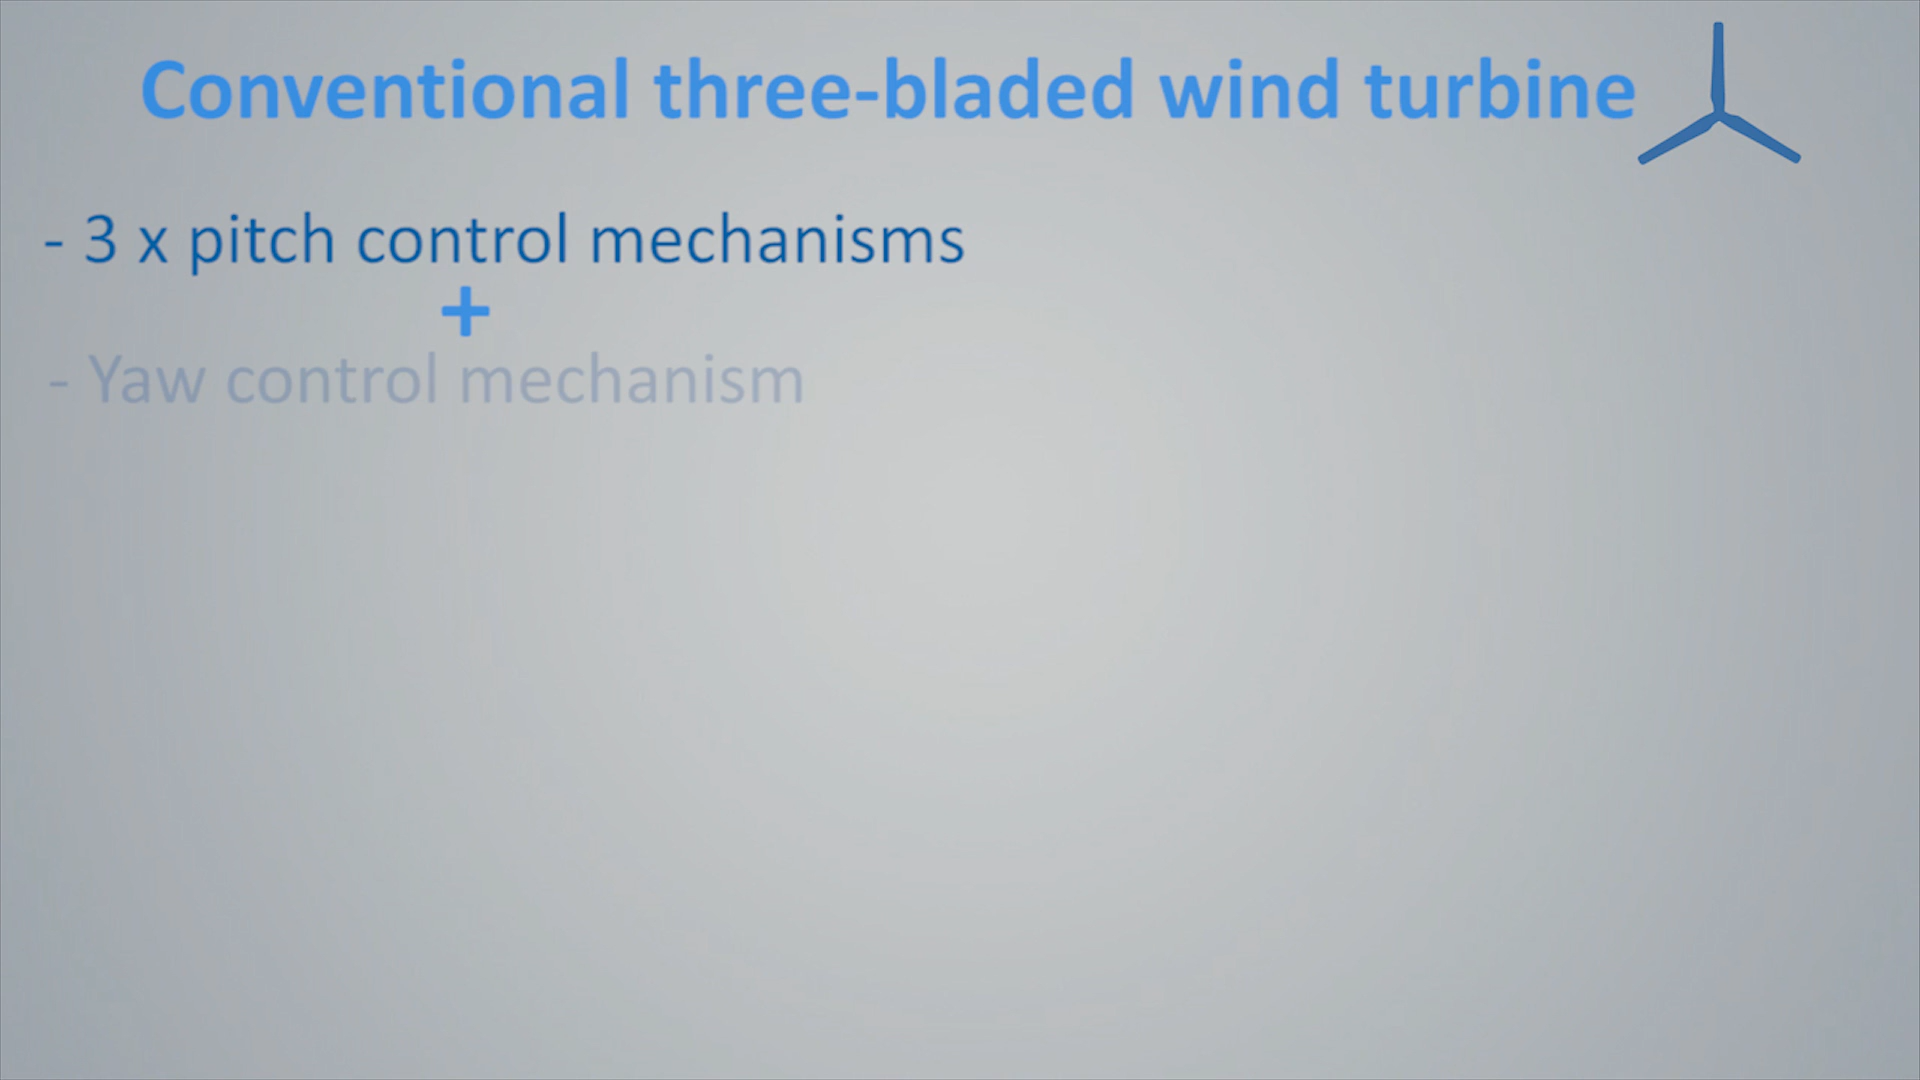 Conventional three-bladed wind turbine
- 3 x pitch control mechanisms
+
- Yaw control mechanism